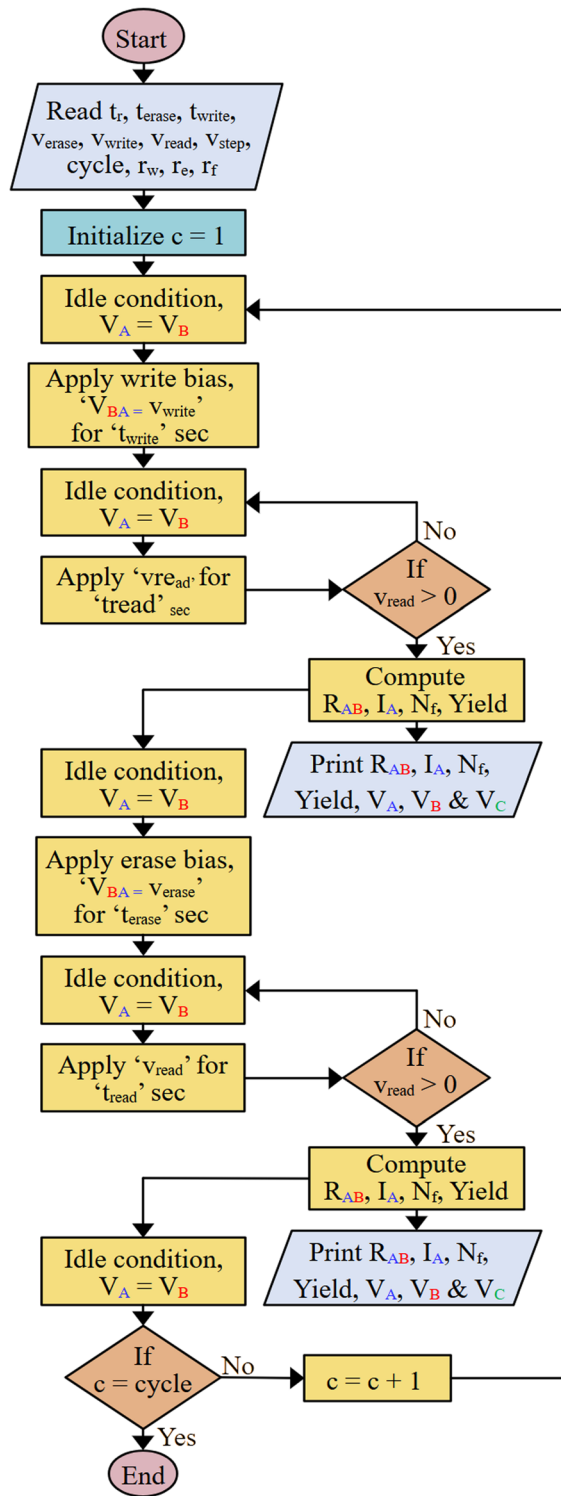 Start
Read tr, terase, twrite,
verase, vwrite, vread, vstep,
cycle, rw, re, rf
Initialize c = 1
Idle condition,
VA = VB
Apply write bias,
‘VBA = vwrite’
for ‘twrite’ sec
Idle condition,
VA = VB
No
Apply ‘vread’ for
‘tread’ sec
If
vread > 0
Yes
Compute
RAB, IA, Nf, Yield
Print RAB, IA, Nf,
Yield, VA, VB & VC
Idle condition,
VA = VB
Apply erase bias,
‘VBA = verase’
for ‘terase’ sec
Idle condition,
VA = VB
No
Apply ‘vread’ for
‘tread’ sec
If
vread > 0
Yes
Compute
RAB, IA, Nf, Yield
Print RAB, IA, Nf,
Yield, VA, VB & VC
Idle condition,
VA = VB
If
c = cycle
No
c = c + 1
Yes
End